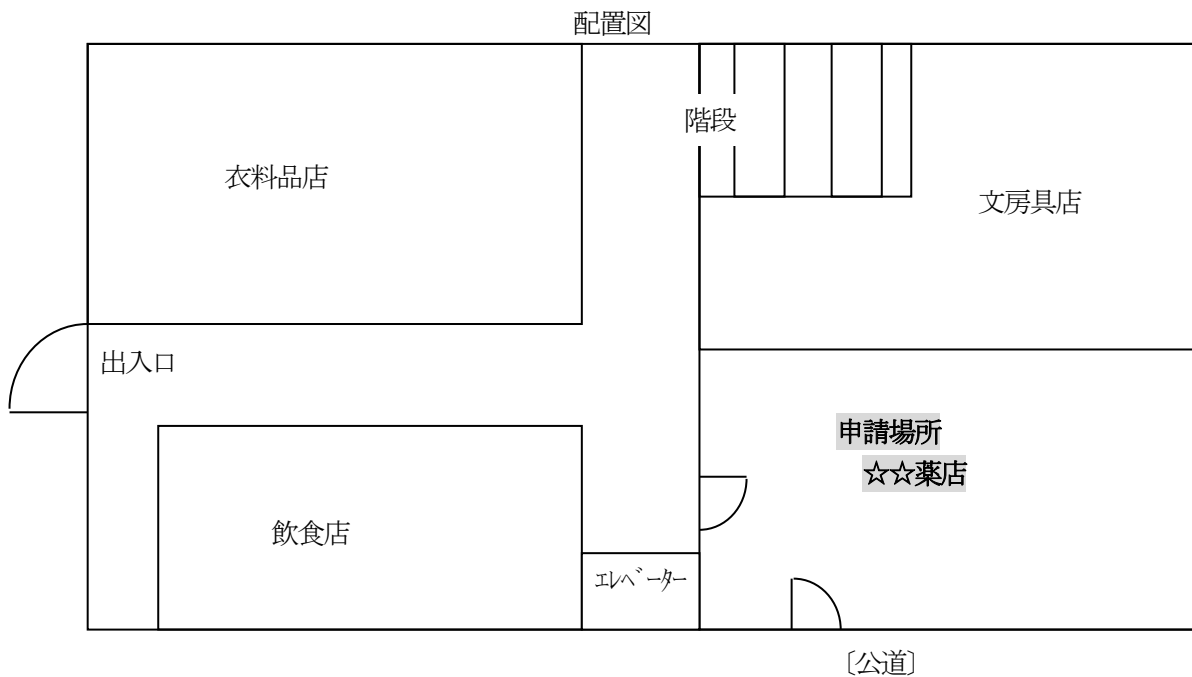 配置図
階段
衣料品店
文房具店
出入口
申請場所
☆☆薬店
飲食店
ｴﾚﾍﾞｰﾀｰ
〔公道〕